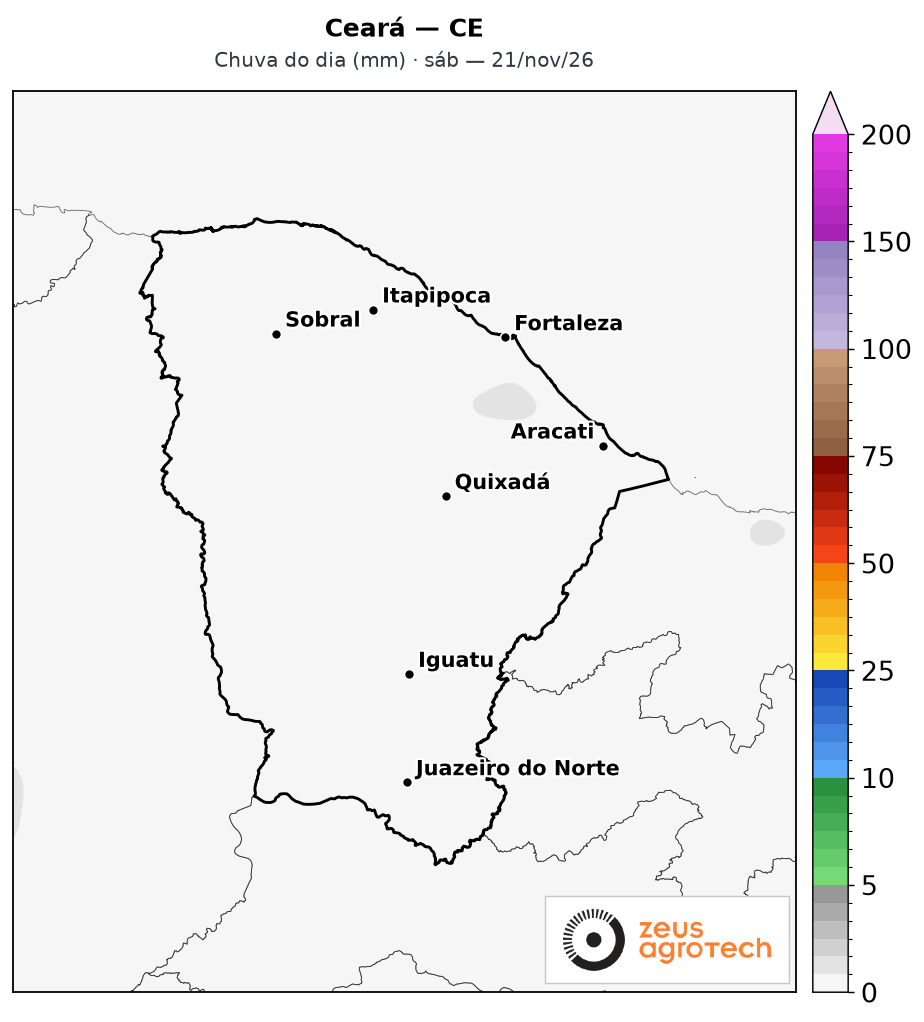 Ceará — CE
Chuva do dia (mm) · sáb — 21/nov/26
Itapipoca
Sobral
Fortaleza
Aracati
Quixadá
Iguatu
Juazeiro do Norte
200
150
100
75
50
25
10
5
0
zeus
agrotech